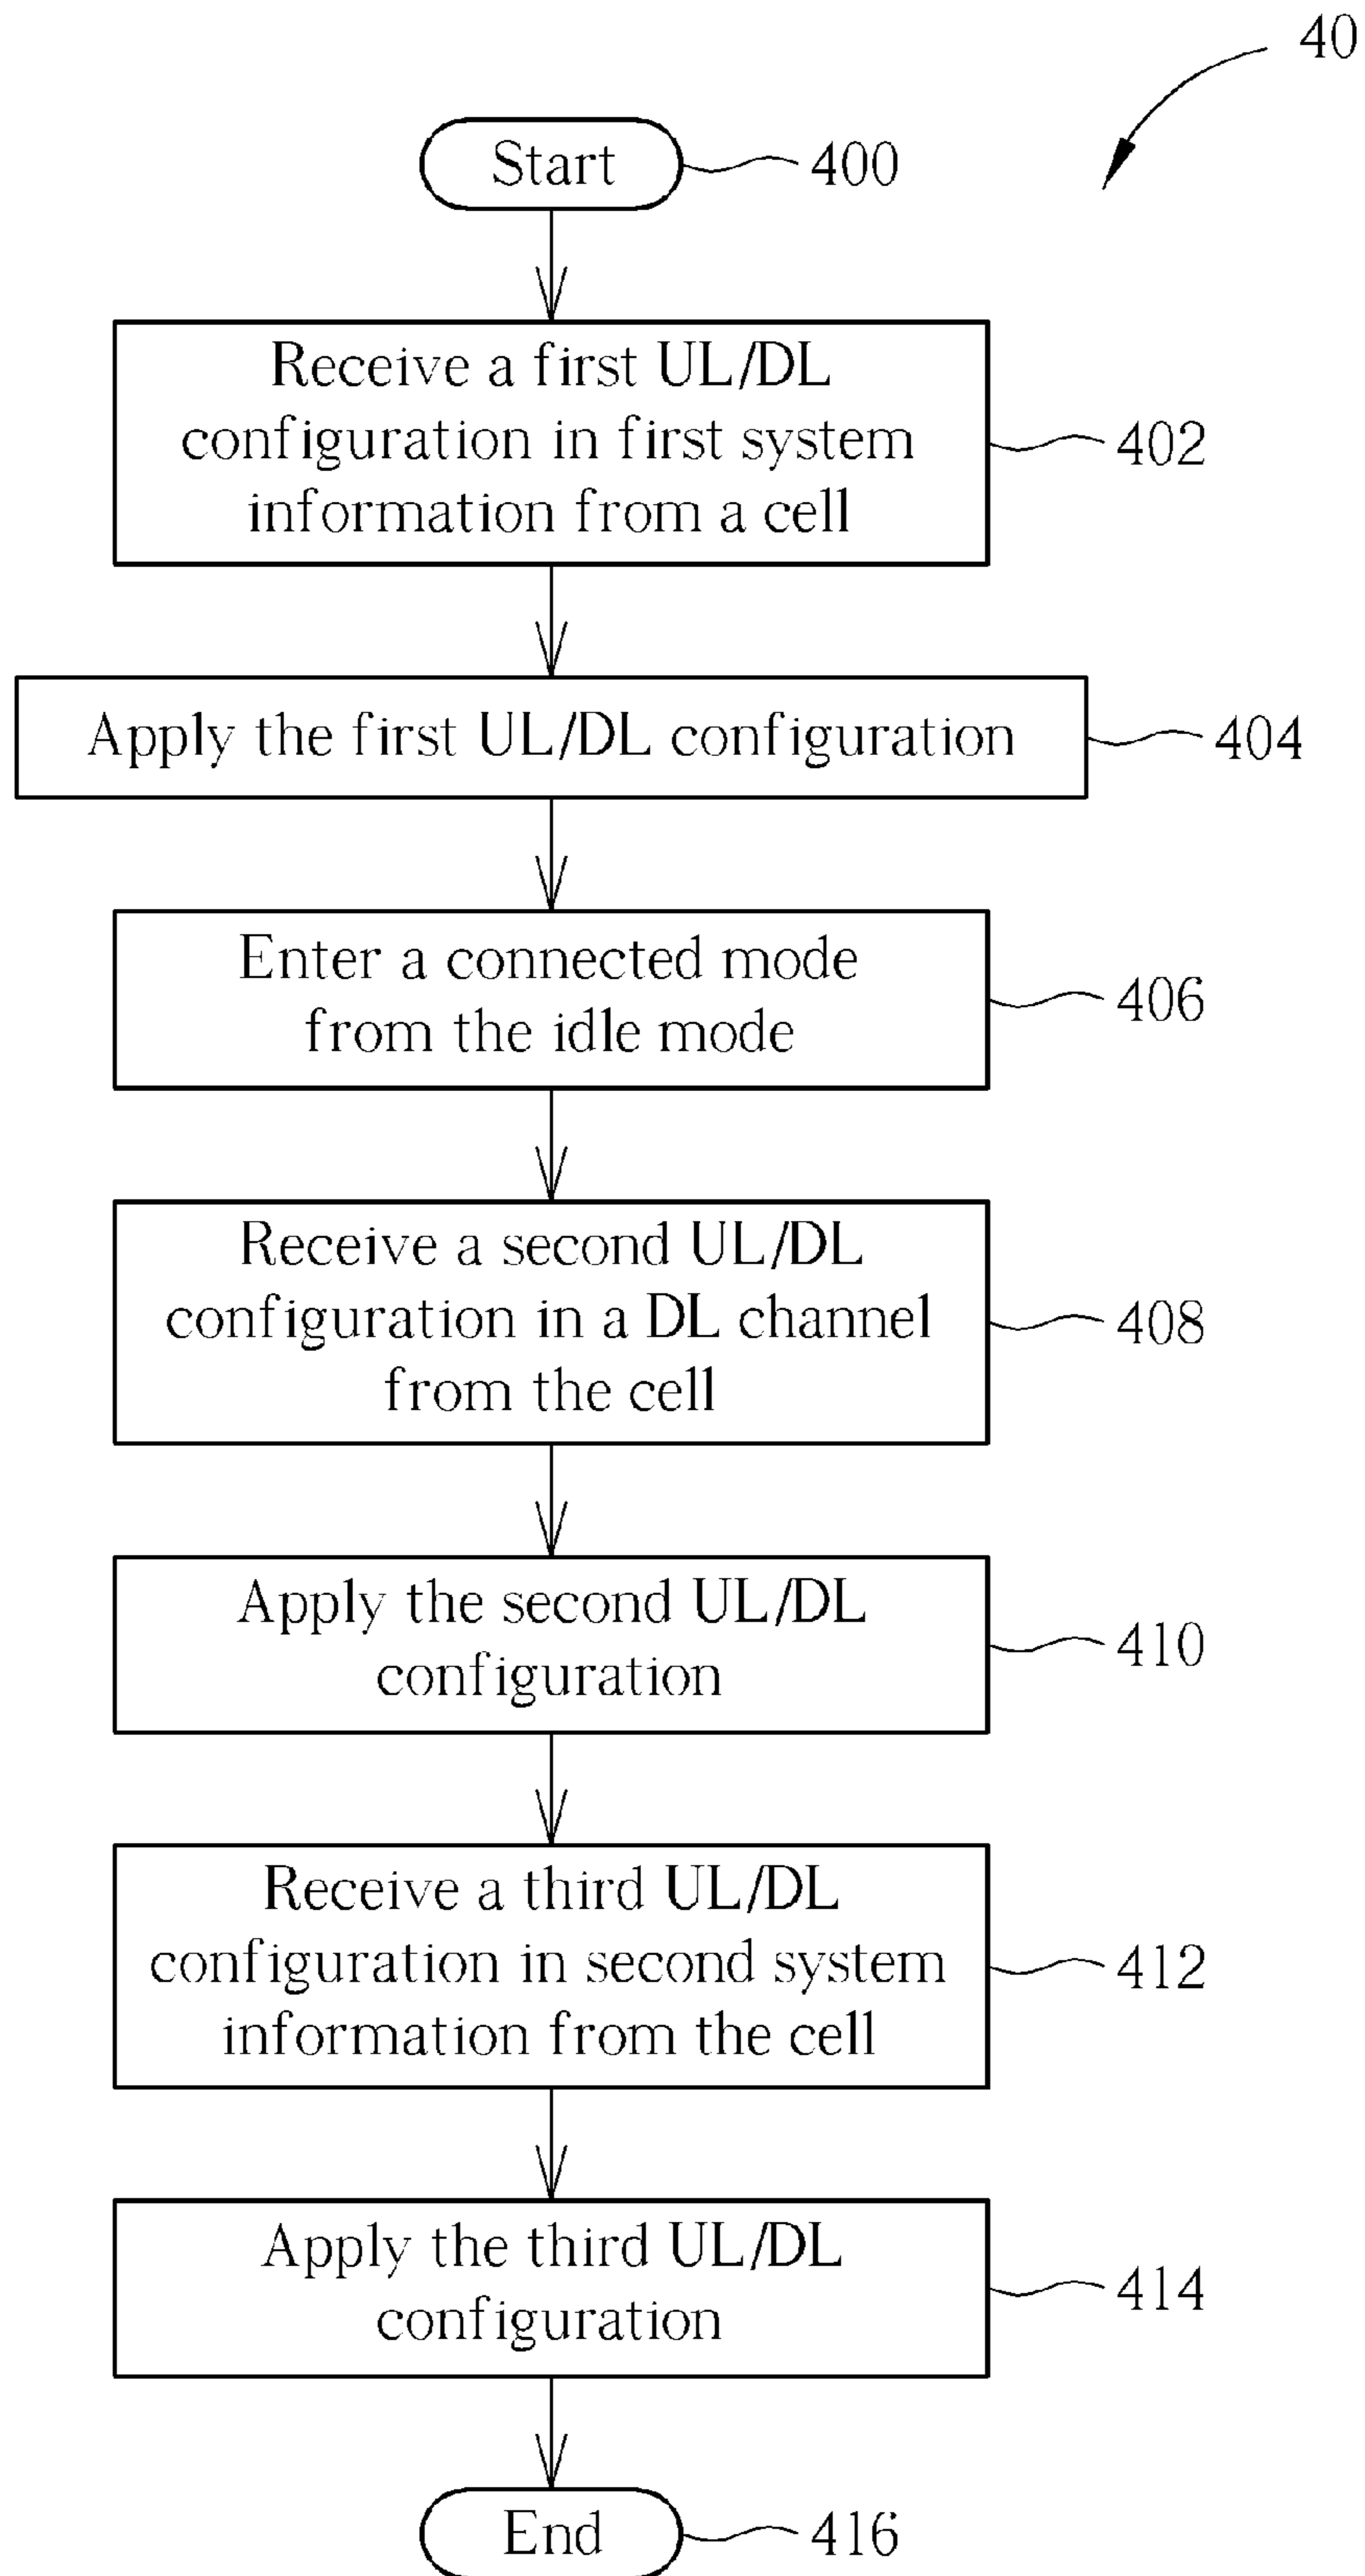 40
Start
400
Receive a first UL/DL
configuration in first system
information from a cell
402
Apply the first UL/DL configuration
404
Enter a connected mode
from the idle mode
406
Receive a second UL/DL
configuration in a DL channel
from the cell
408
Apply the second UL/DL
configuration
410
Receive a third UL/DL
configuration in second system
information from the cell
412
Apply the third UL/DL
configuration
414
End
416